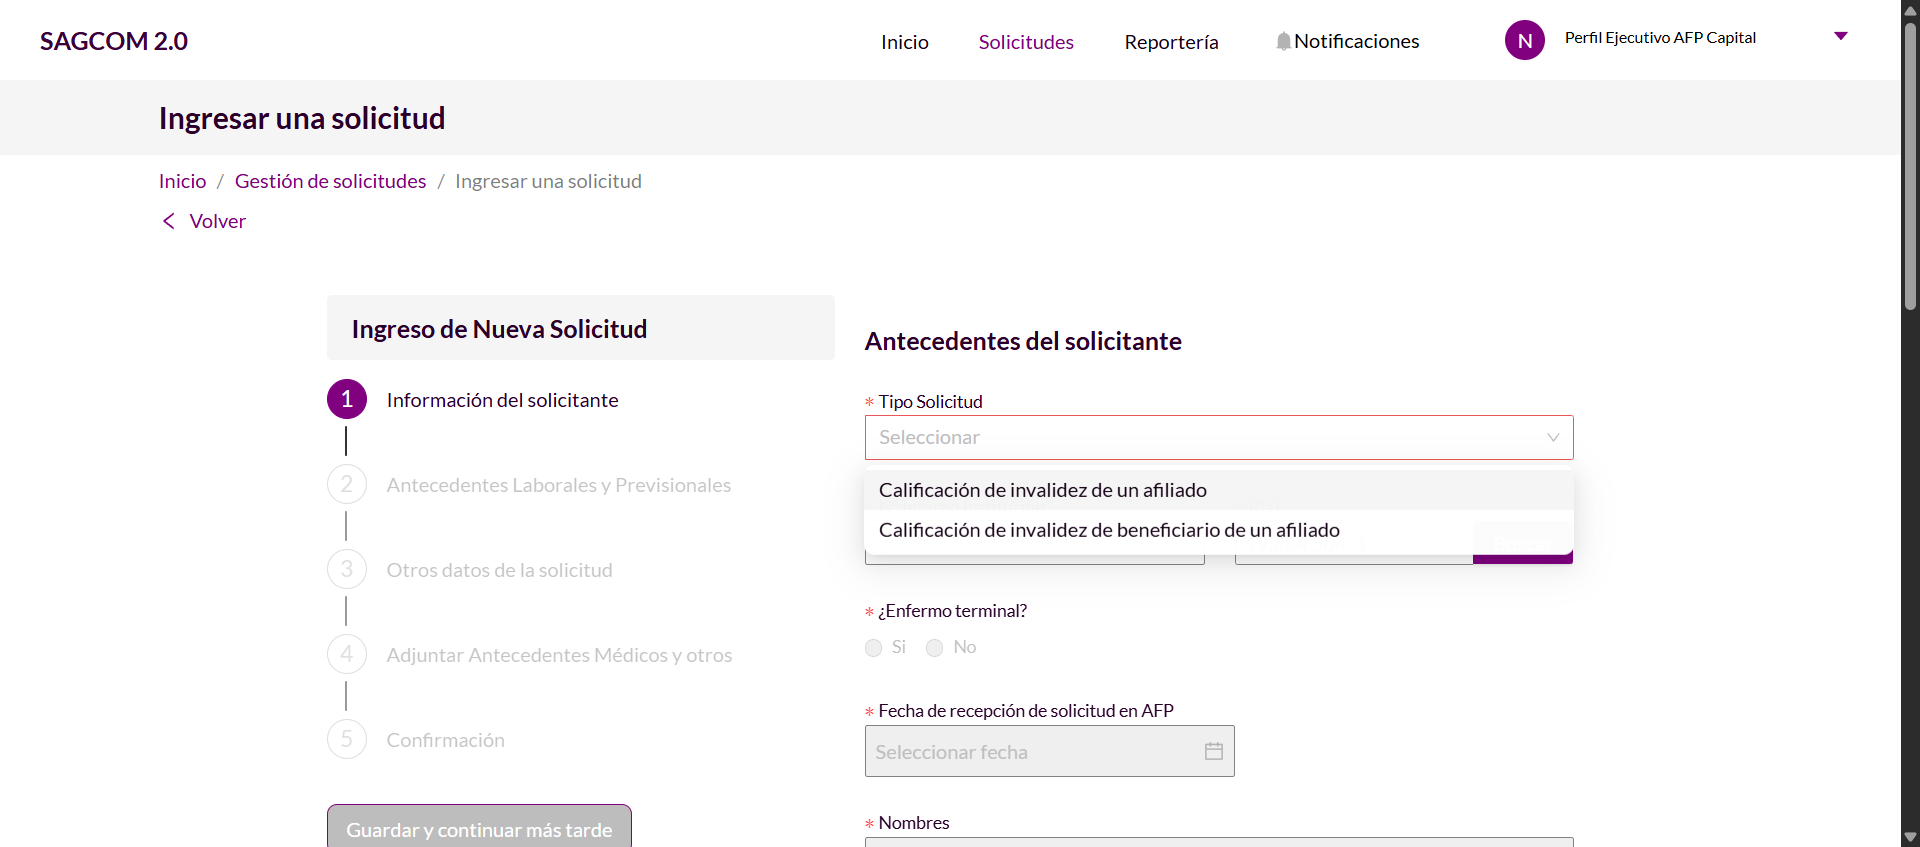 SAGCOM 2.0
Inicio
Solicitudes
Reportería
Notificaciones
N
Perfil Ejecutivo AFP Capital
Ingresar una solicitud
Inicio / Gestión de solicitudes / Ingresar una solicitud
Volver
Ingreso de Nueva Solicitud
1 Información del solicitante
2 Antecedentes Laborales y Previsionales
3 Otros datos de la solicitud
4 Adjuntar Antecedentes Médicos y otros
5 Confirmación
Guardar y continuar más tarde
Antecedentes del solicitante
* Tipo Solicitud
Seleccionar
Calificación de invalidez de un afiliado
Calificación de invalidez de beneficiario de un afiliado
* ¿Enfermo terminal?
Si No
* Fecha de recepción de solicitud en AFP
Seleccionar fecha
* Nombres